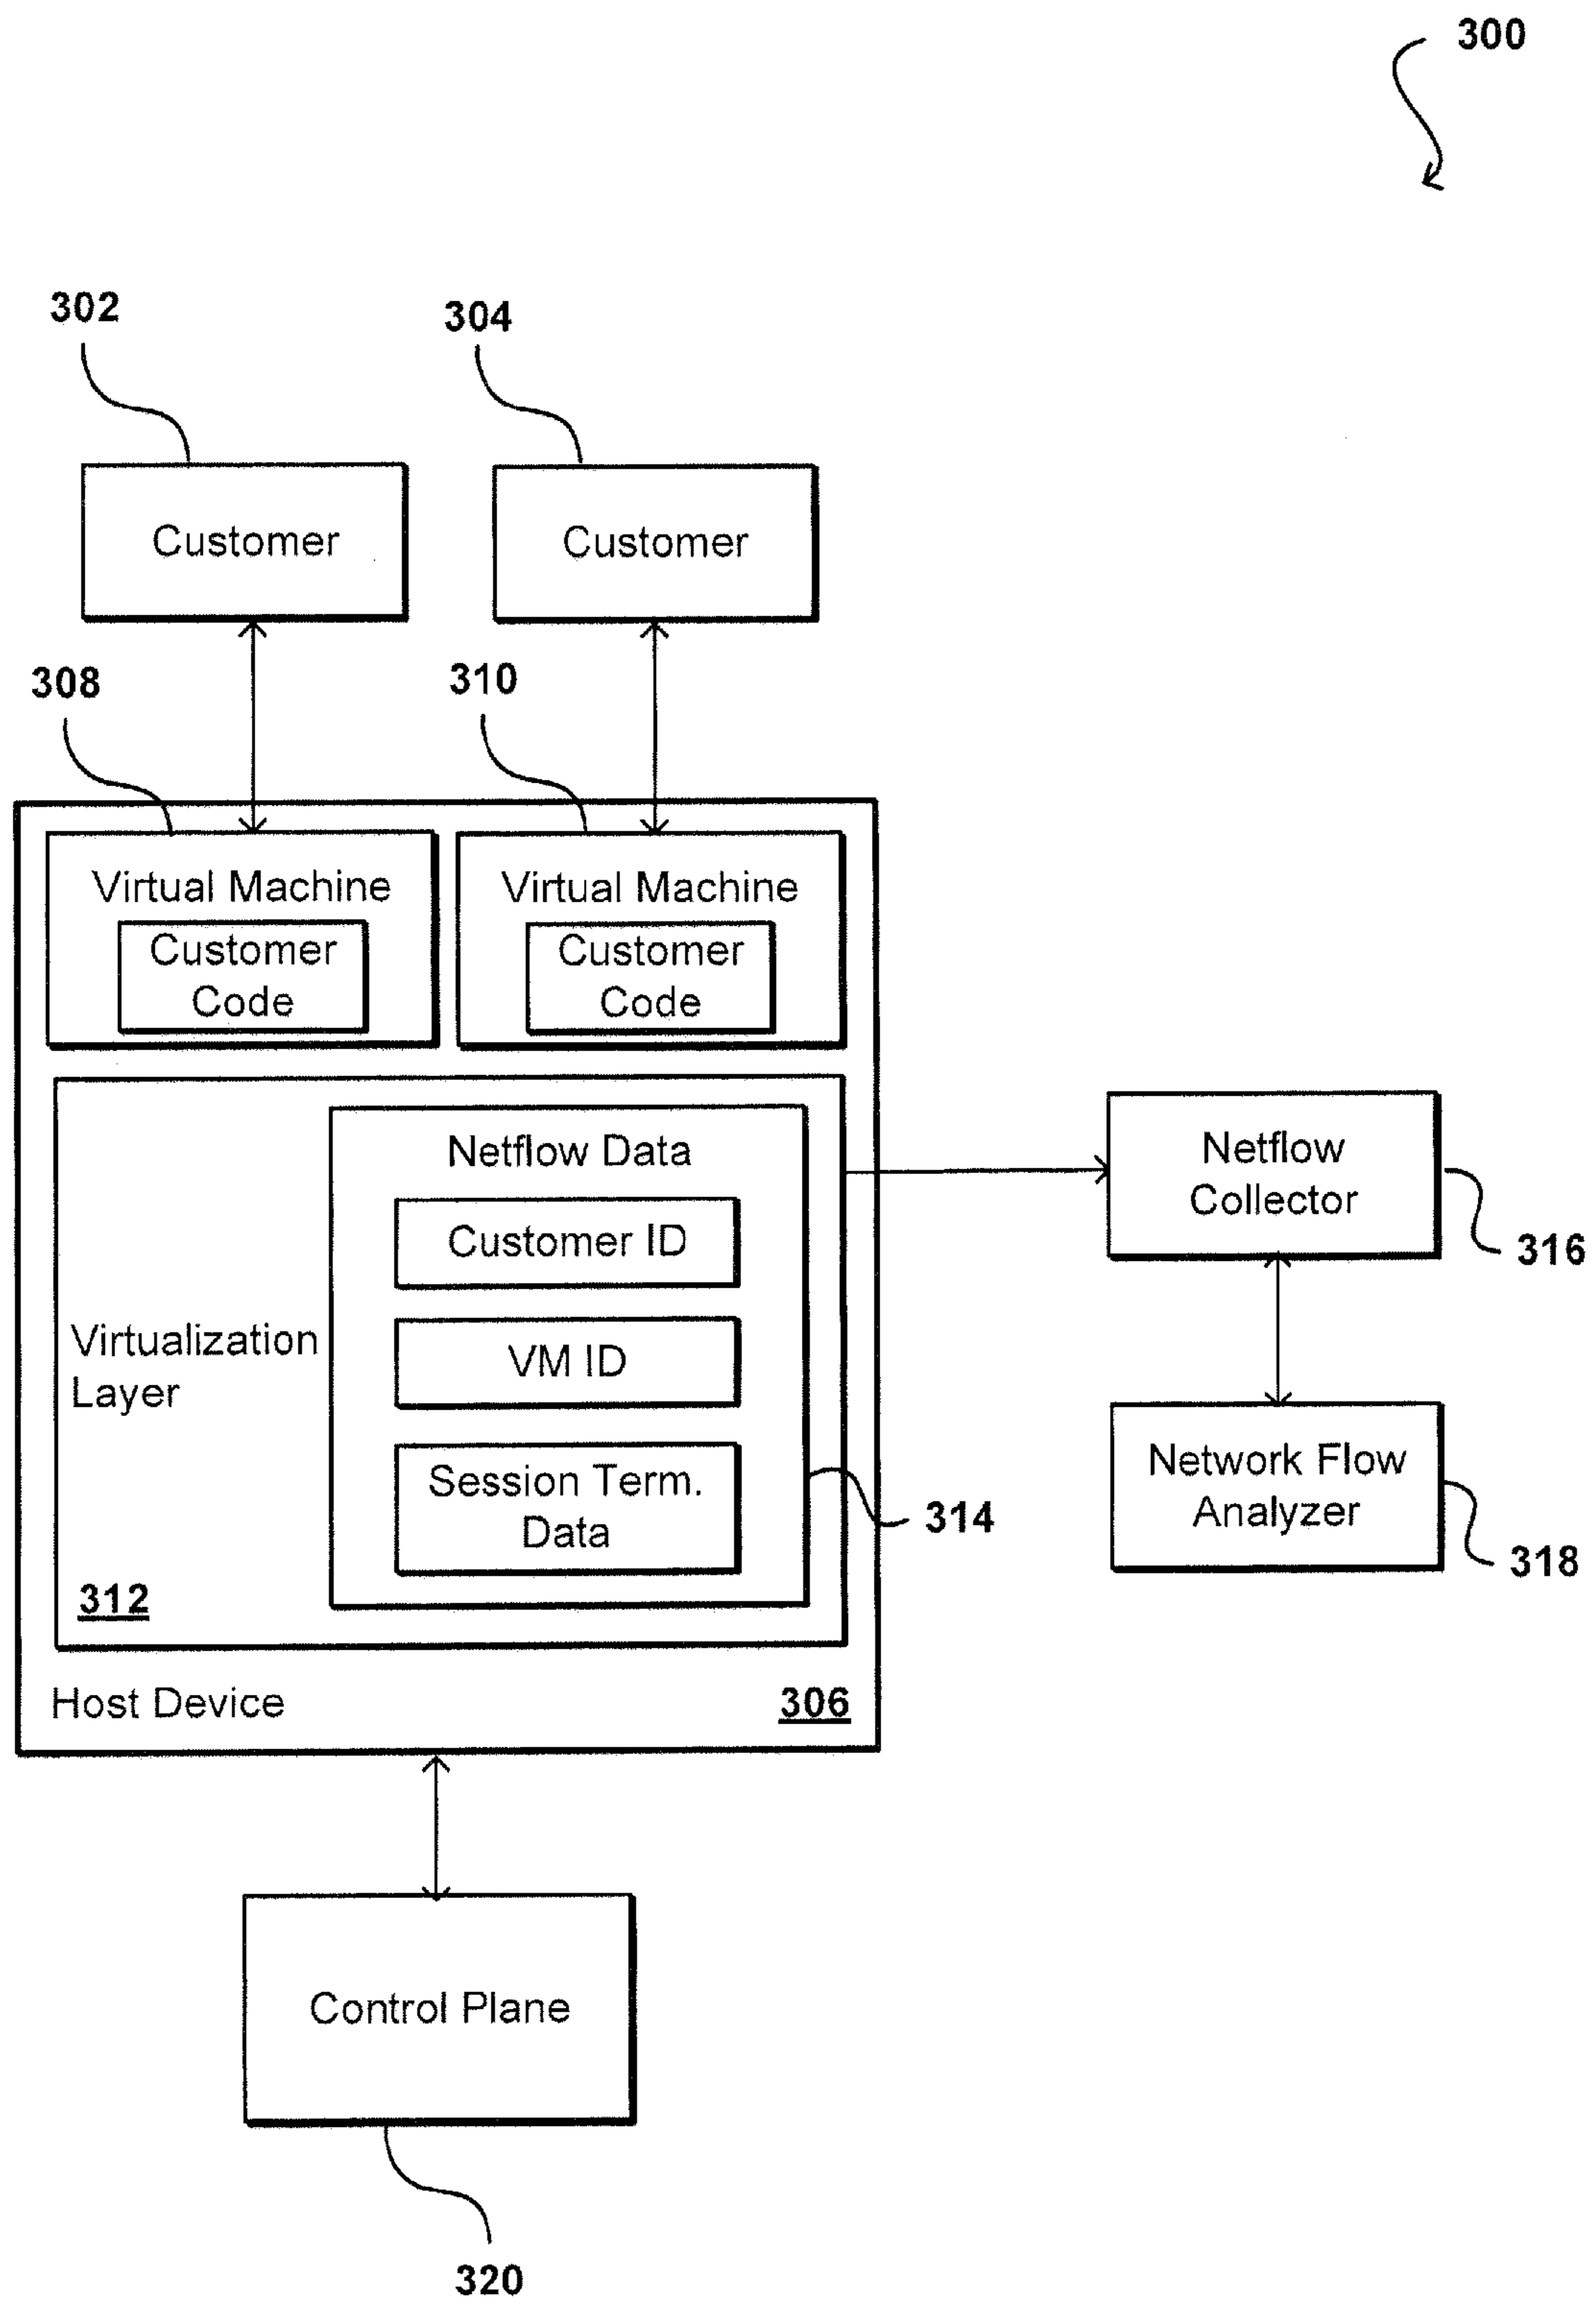 300
302
304
Customer
Customer
308
310
Virtual Machine
Customer
Code
Virtual Machine
Customer
Code
Netflow Data
Customer ID
VM ID
Session Term.
Data
Virtualization
Layer
312
314
Host Device
306
Netflow
Collector
316
Network Flow
Analyzer
318
Control Plane
320